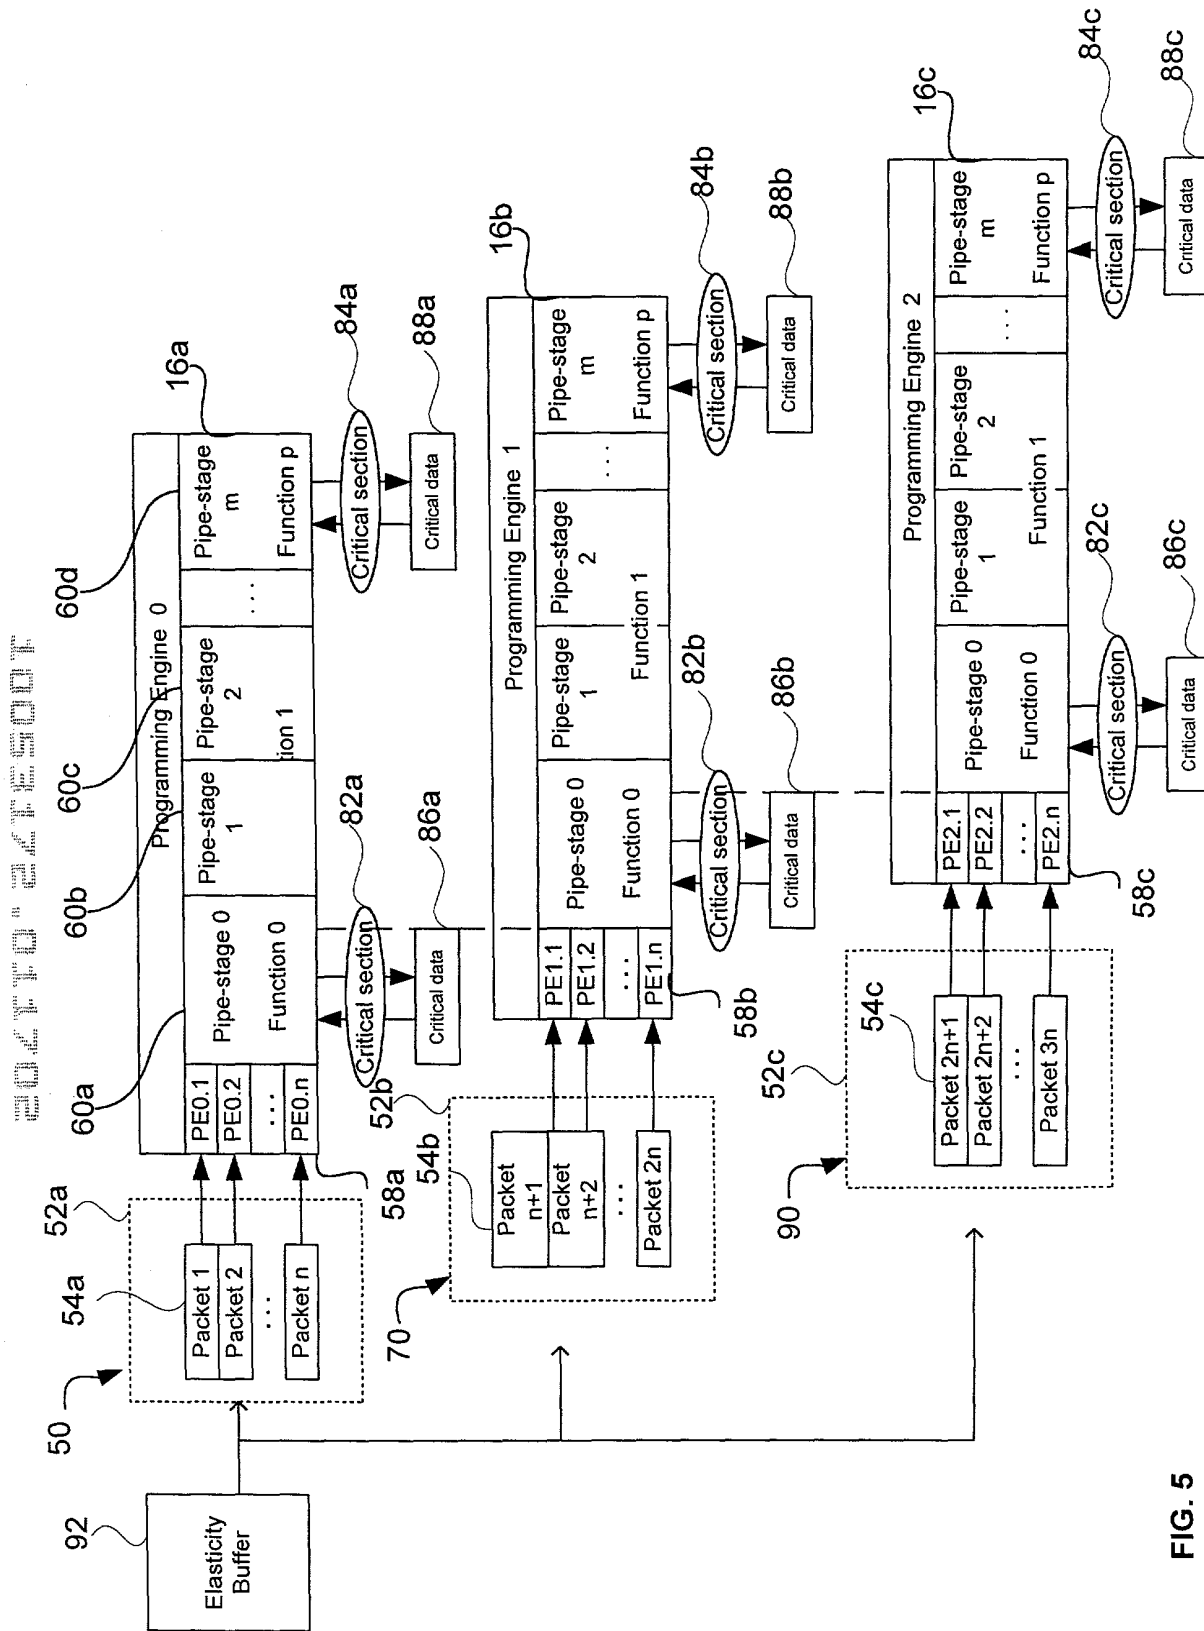 92
Elasticity
Buffer
50
52a
54a
Packet 1
Packet 2
...
Packet n
58a
Programming Engine 0
PE0.1
PE0.2
...
PE0.n
60a
60b
60c
60d
16a
Pipe-stage 0
Function 0
Pipe-stage
1
Pipe-stage
2
tion 1
...
Pipe-stage
m
Function p
82a
Critical section
86a
Critical data
84a
Critical section
88a
Critical data
70
52b
54b
Packet
n+1
Packet
n+2
...
Packet 2n
58b
Programming Engine 1
PE1.1
PE1.2
...
PE1.n
16b
Pipe-stage 0
Function 0
Pipe-stage
1
Pipe-stage
2
Function 1
...
Pipe-stage
m
Function p
82b
Critical section
86b
Critical data
84b
Critical section
88b
Critical data
90
52c
54c
Packet 2n+1
Packet 2n+2
...
Packet 3n
58c
Programming Engine 2
PE2.1
PE2.2
...
PE2.n
16c
Pipe-stage 0
Function 0
Pipe-stage
1
Pipe-stage
2
Function 1
...
Pipe-stage
m
Function p
82c
Critical section
86c
Critical data
84c
Critical section
88c
Critical data
FIG. 5